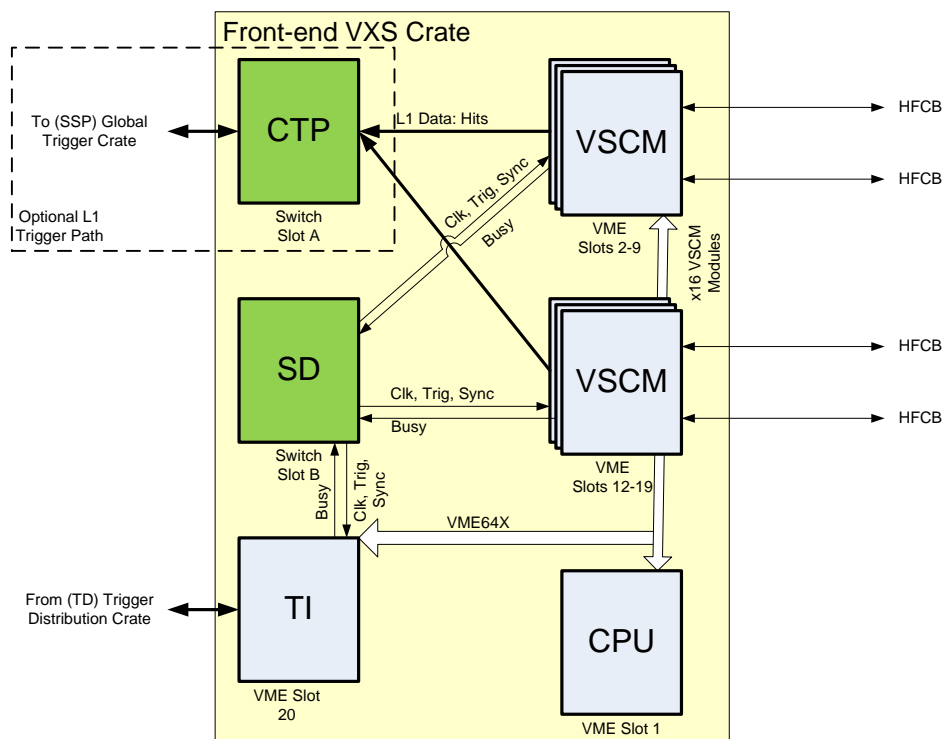 Front-end VXS Crate
To (SSP) Global
Trigger Crate
CTP
L1 Data: Hits
VSCM
HFCB
HFCB
Optional L1
Trigger Path
Switch
Slot A
Clk, Trig, Sync
Busy
VME
Slots 2-9
x16 VSCM
Modules
SD
Clk, Trig, Sync
Busy
VSCM
HFCB
HFCB
Switch
Slot B
Busy
Clk, Trig,
Sync
VME
Slots 12-19
VME64X
From (TD) Trigger
Distribution Crate
TI
CPU
VME Slot
20
VME Slot 1